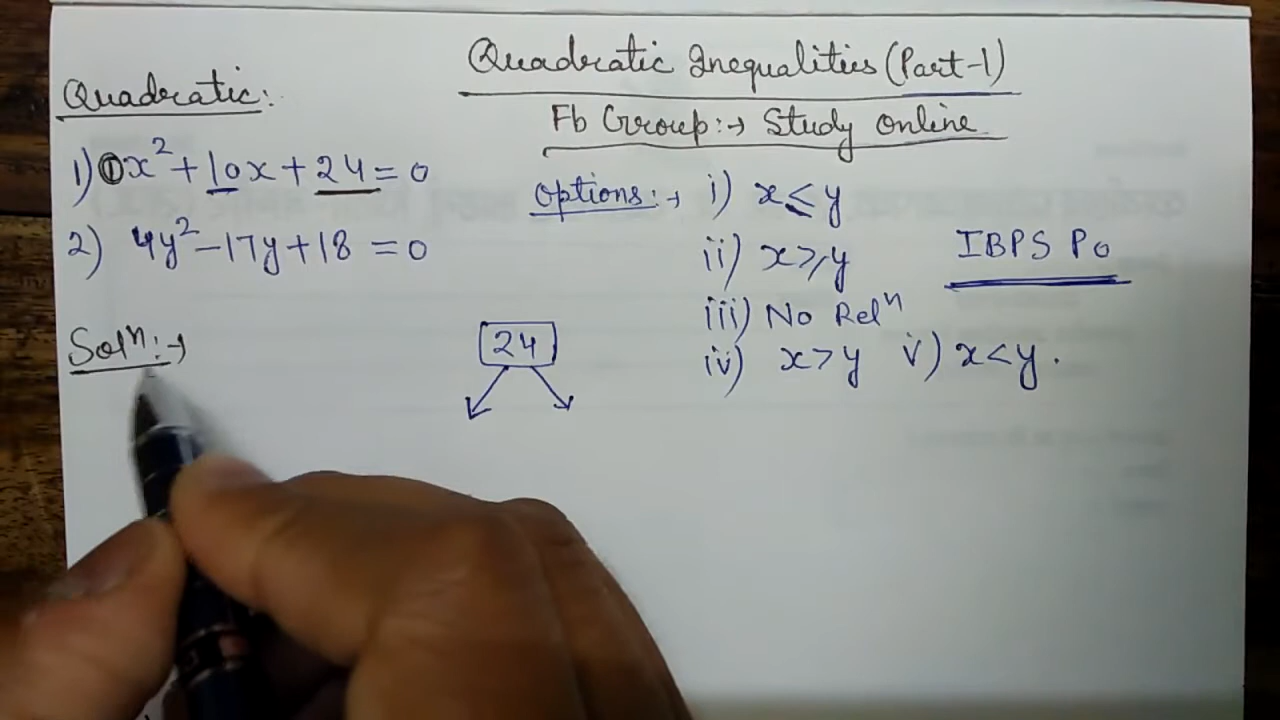 Quadratic Inequalities (Part-1)
Fb Group:→ Study online
Quadratic:
1) 1x²+10x+24=0
2) 4y²-17y+18=0
Options:→ i) x≤y
ii) x≥y
iii) No Relⁿ
iv) x>y v) x<y.
IBPS PO
Solⁿ:→
24